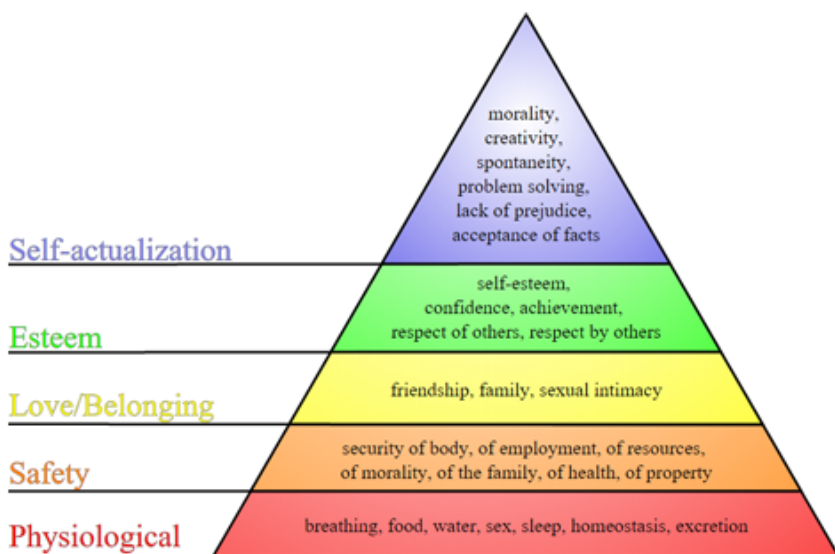 morality,
creativity,
spontaneity,
problem solving,
lack of prejudice,
acceptance of facts
Self-actualization
self-esteem,
confidence, achievement,
respect of others, respect by others
Esteem
friendship, family, sexual intimacy
Love/Belonging
security of body, of employment, of resources,
of morality, of the family, of health, of property
Safety
breathing, food, water, sex, sleep, homeostasis, excretion
Physiological